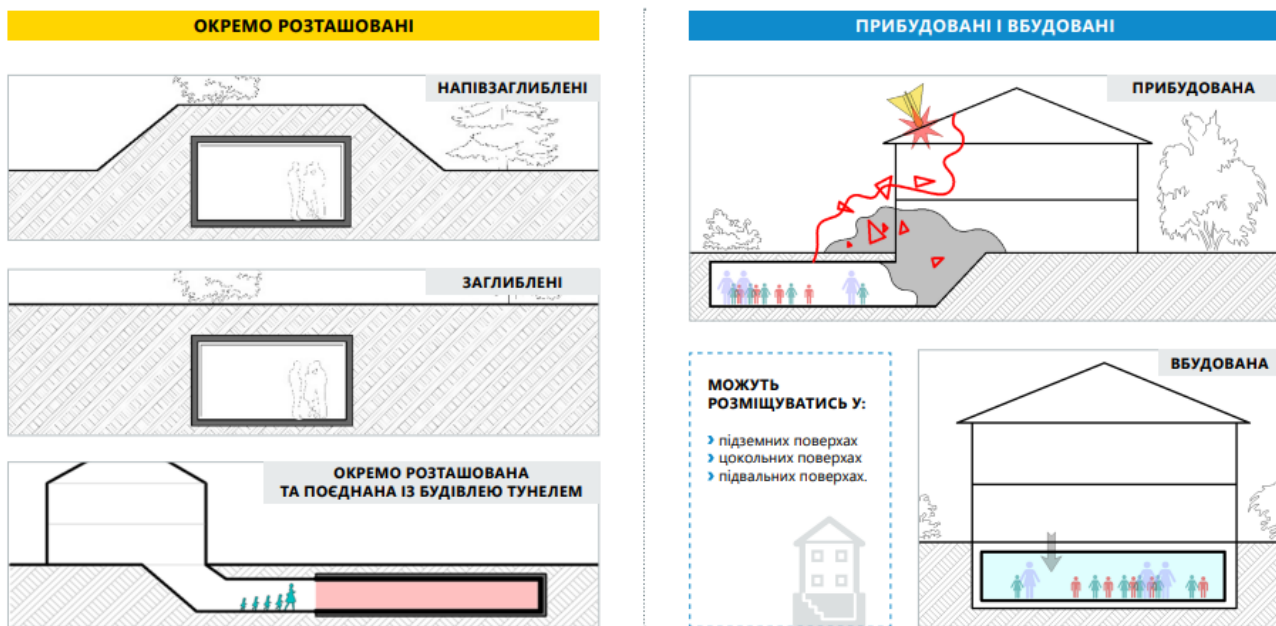 ОКРЕМО РОЗТАШОВАНІ
НАПІВЗАГЛИБЛЕНІ
ЗАГЛИБЛЕНІ
ОКРЕМО РОЗТАШОВАНА
ТА ПОЄДНАНА ІЗ БУДІВЛЕЮ ТУНЕЛЕМ
ПРИБУДОВАНІ І ВБУДОВАНІ
ПРИБУДОВАНА
МОЖУТЬ
РОЗМІЩУВАТИСЬ У:
› підземних поверхах
› цокольних поверхах
› підвальних поверхах.
ВБУДОВАНА